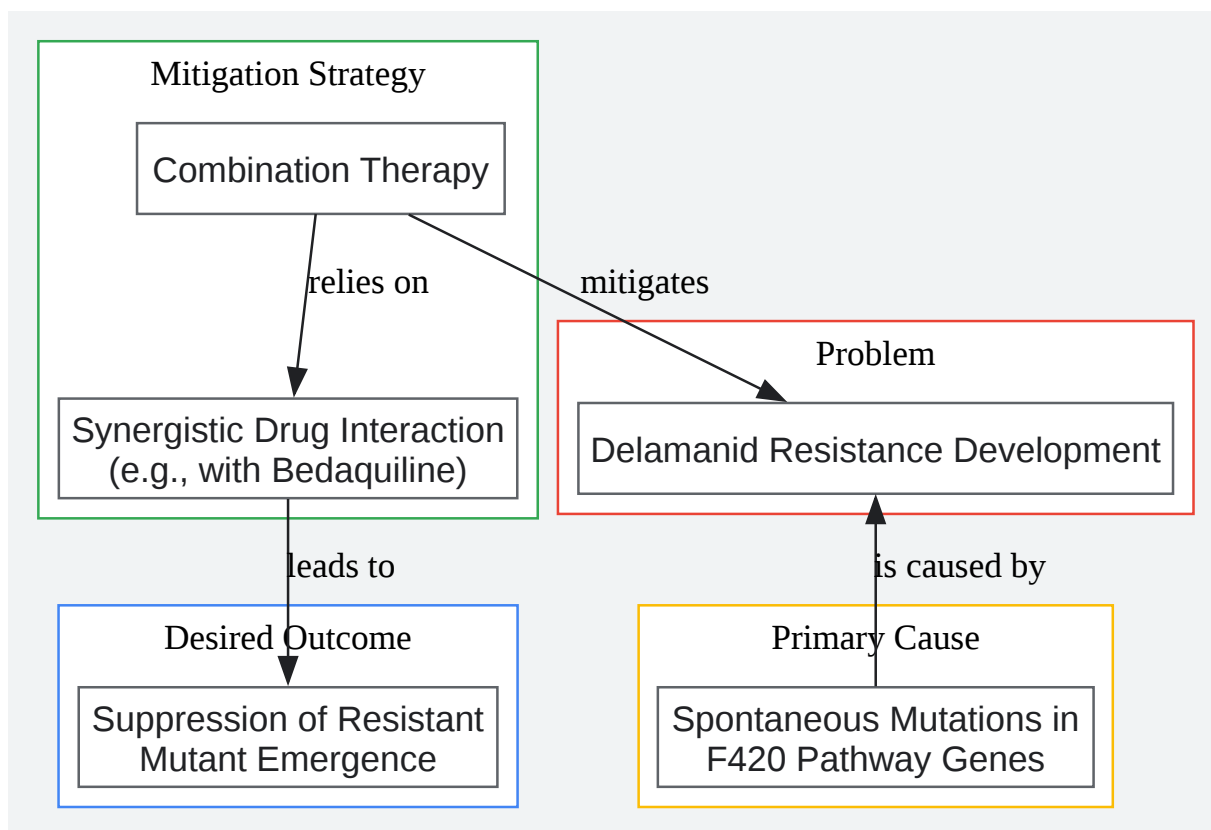 Mitigation Strategy
Combination Therapy
relies on
mitigates
Problem
Synergistic Drug Interaction
(e.g., with Bedaquiline)
Delamanid Resistance Development
leads to
is caused by
Desired Outcome
Primary Cause
Suppression of Resistant
Mutant Emergence
Spontaneous Mutations in
F420 Pathway Genes